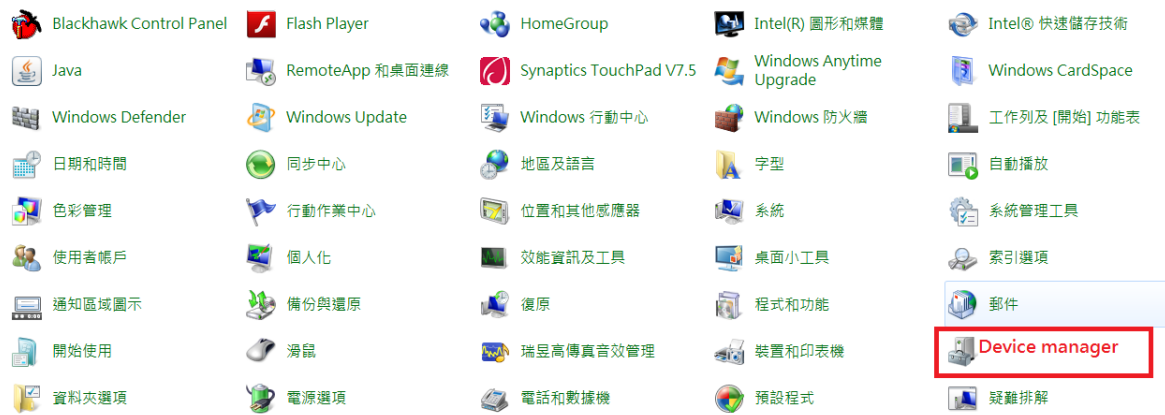 Blackhawk Control Panel
Flash Player
HomeGroup
Intel(R) 圖形和媒體
Intel® 快速儲存技術
Java
RemoteApp 和桌面連線
Synaptics TouchPad V7.5
Windows Anytime
Upgrade
Windows CardSpace
Windows Defender
Windows Update
Windows 行動中心
Windows 防火牆
工作列及 [開始] 功能表
日期和時間
同步中心
地區及語言
字型
自動播放
色彩管理
行動作業中心
位置和其他感應器
系統
系統管理工具
使用者帳戶
個人化
效能資訊及工具
桌面小工具
索引選項
通知區域圖示
備份與還原
復原
程式和功能
郵件
開始使用
滑鼠
瑞昱高傳真音效管理
裝置和印表機
Device manager
資料夾選項
電源選項
電話和數據機
預設程式
疑難排解